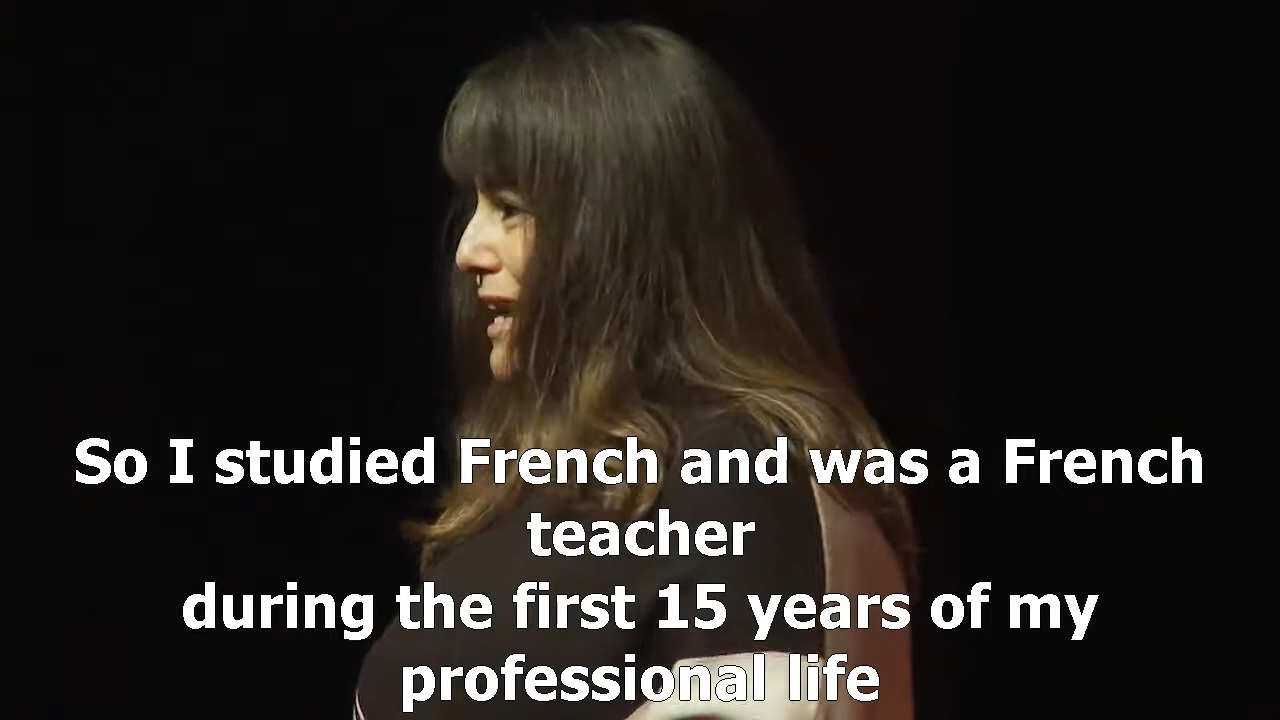 So I studied French and was a French
teacher
during the first 15 years of my
professional life